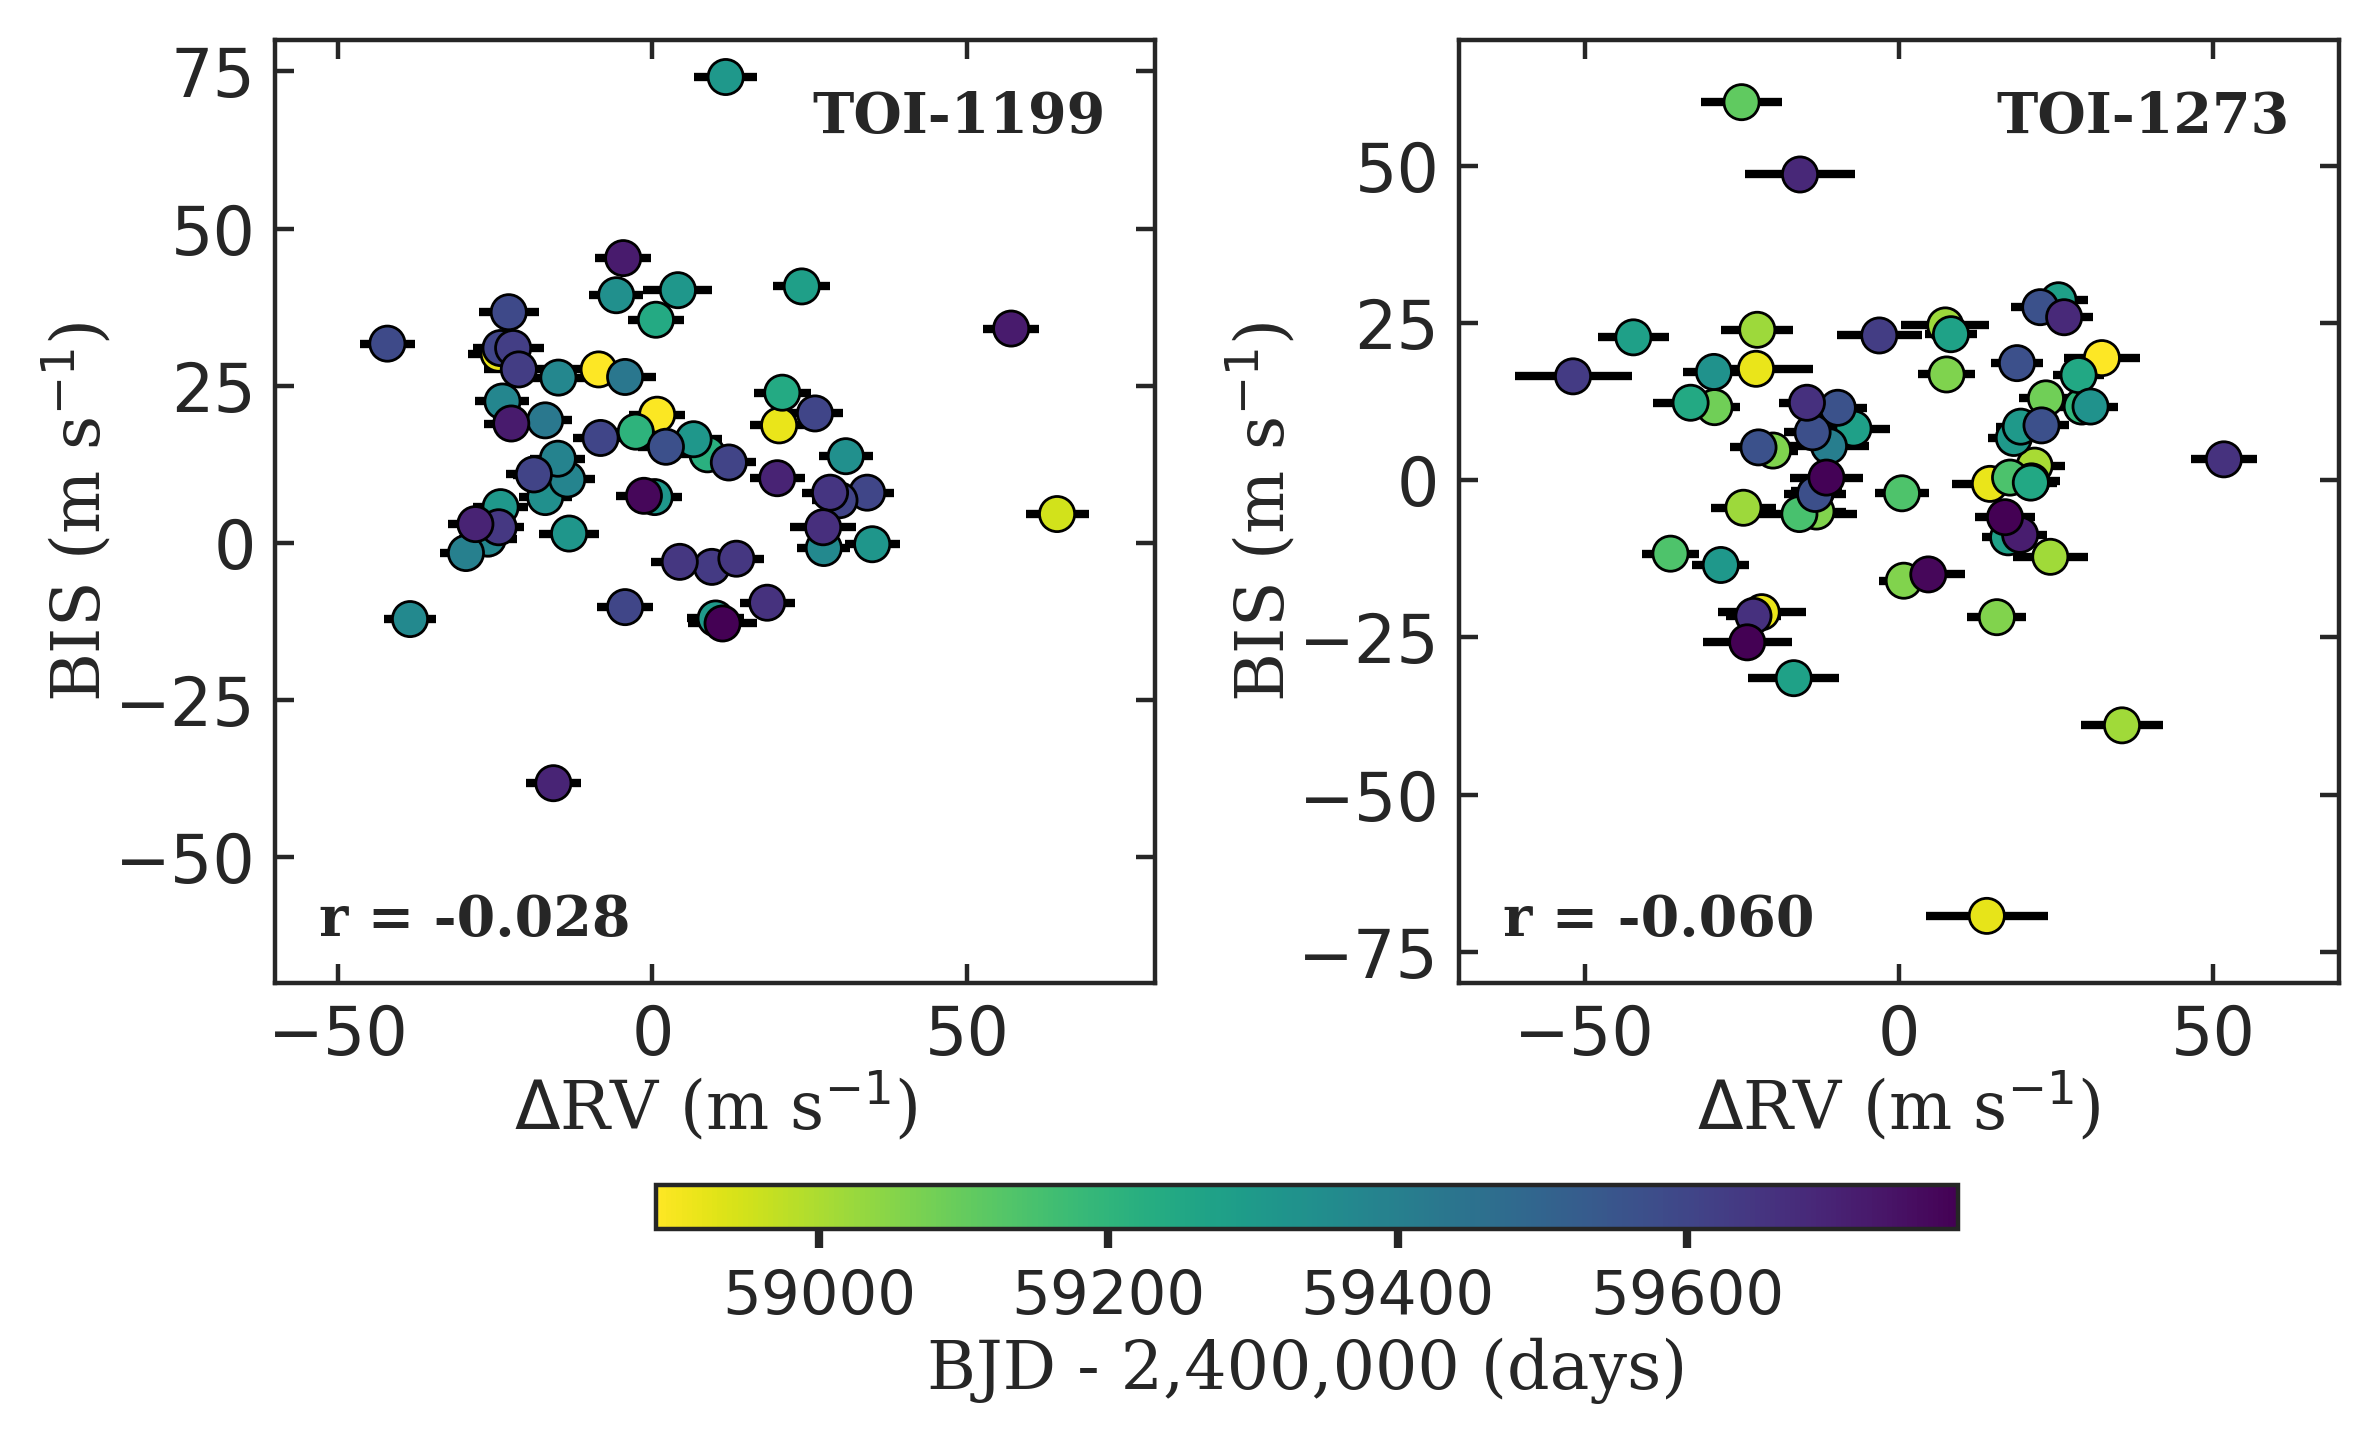 TOI-1199
75
50
25
0
−25
−50
BIS (m s⁻¹)
r = -0.028
−50 0 50
ΔRV (m s⁻¹)
TOI-1273
50
25
0
−25
−50
−75
BIS (m s⁻¹)
r = -0.060
−50 0 50
ΔRV (m s⁻¹)
59000 59200 59400 59600
BJD - 2,400,000 (days)